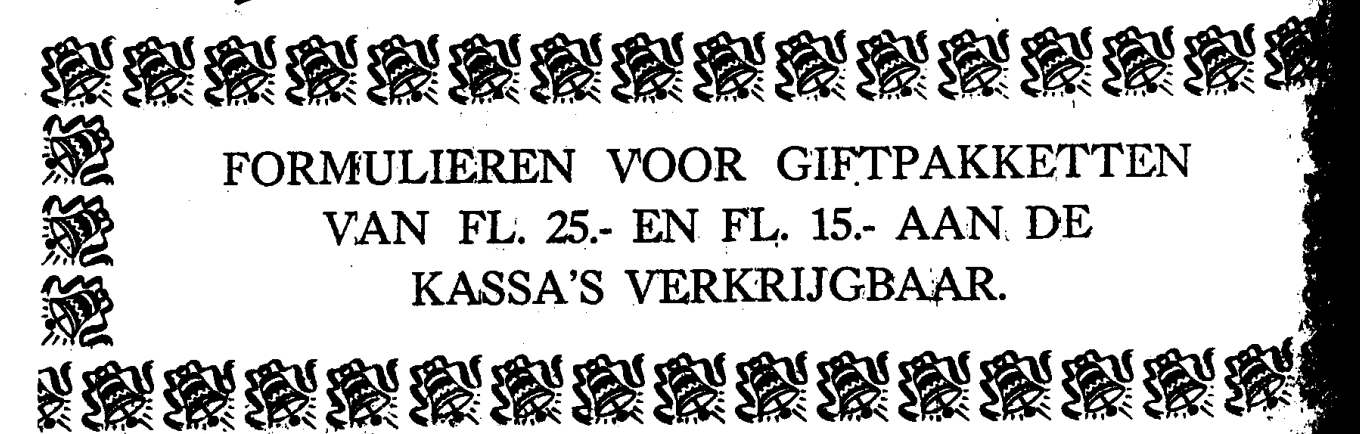 FORMULIEREN VOOR GIFTPAKKETTEN
VAN FL. 25.- EN FL. 15.- AAN DE
KASSA'S VERKRIJGBAAR.